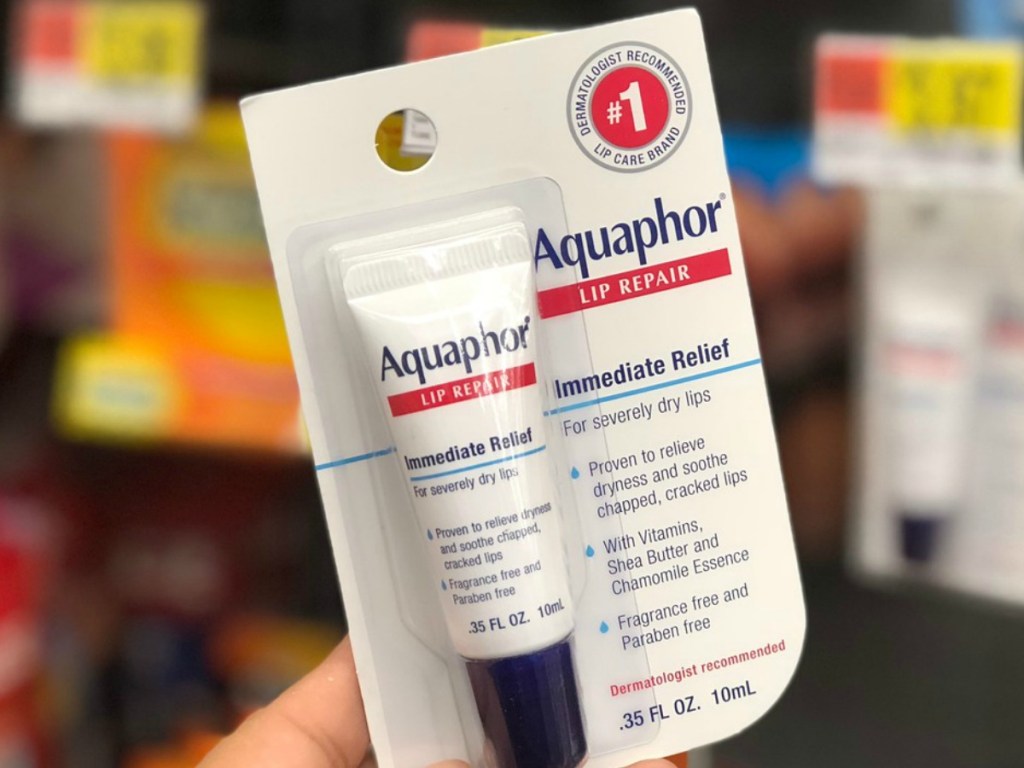 DERMATOLOGIST RECOMMENDED
#1
LIP CARE BRAND
Aquaphor®
LIP REPAIR
Immediate Relief
For severely dry lips
Proven to relieve
dryness and soothe
chapped, cracked lips
With Vitamins,
Shea Butter and
Chamomile Essence
Fragrance free and
Paraben free
Dermatologist recommended
.35 FL OZ. 10mL
Aquaphor®
LIP REPAIR
Immediate Relief
For severely dry lips
Proven to relieve dryness
and soothe chapped,
cracked lips
Fragrance free and
Paraben free
.35 FL OZ. 10mL